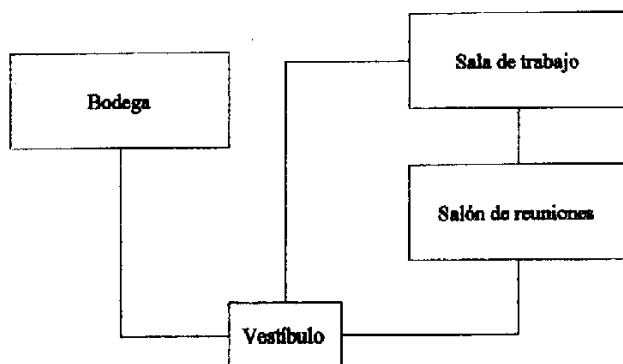 Sala de trabajo
Bodega
Salón de reuniones
Vestíbulo